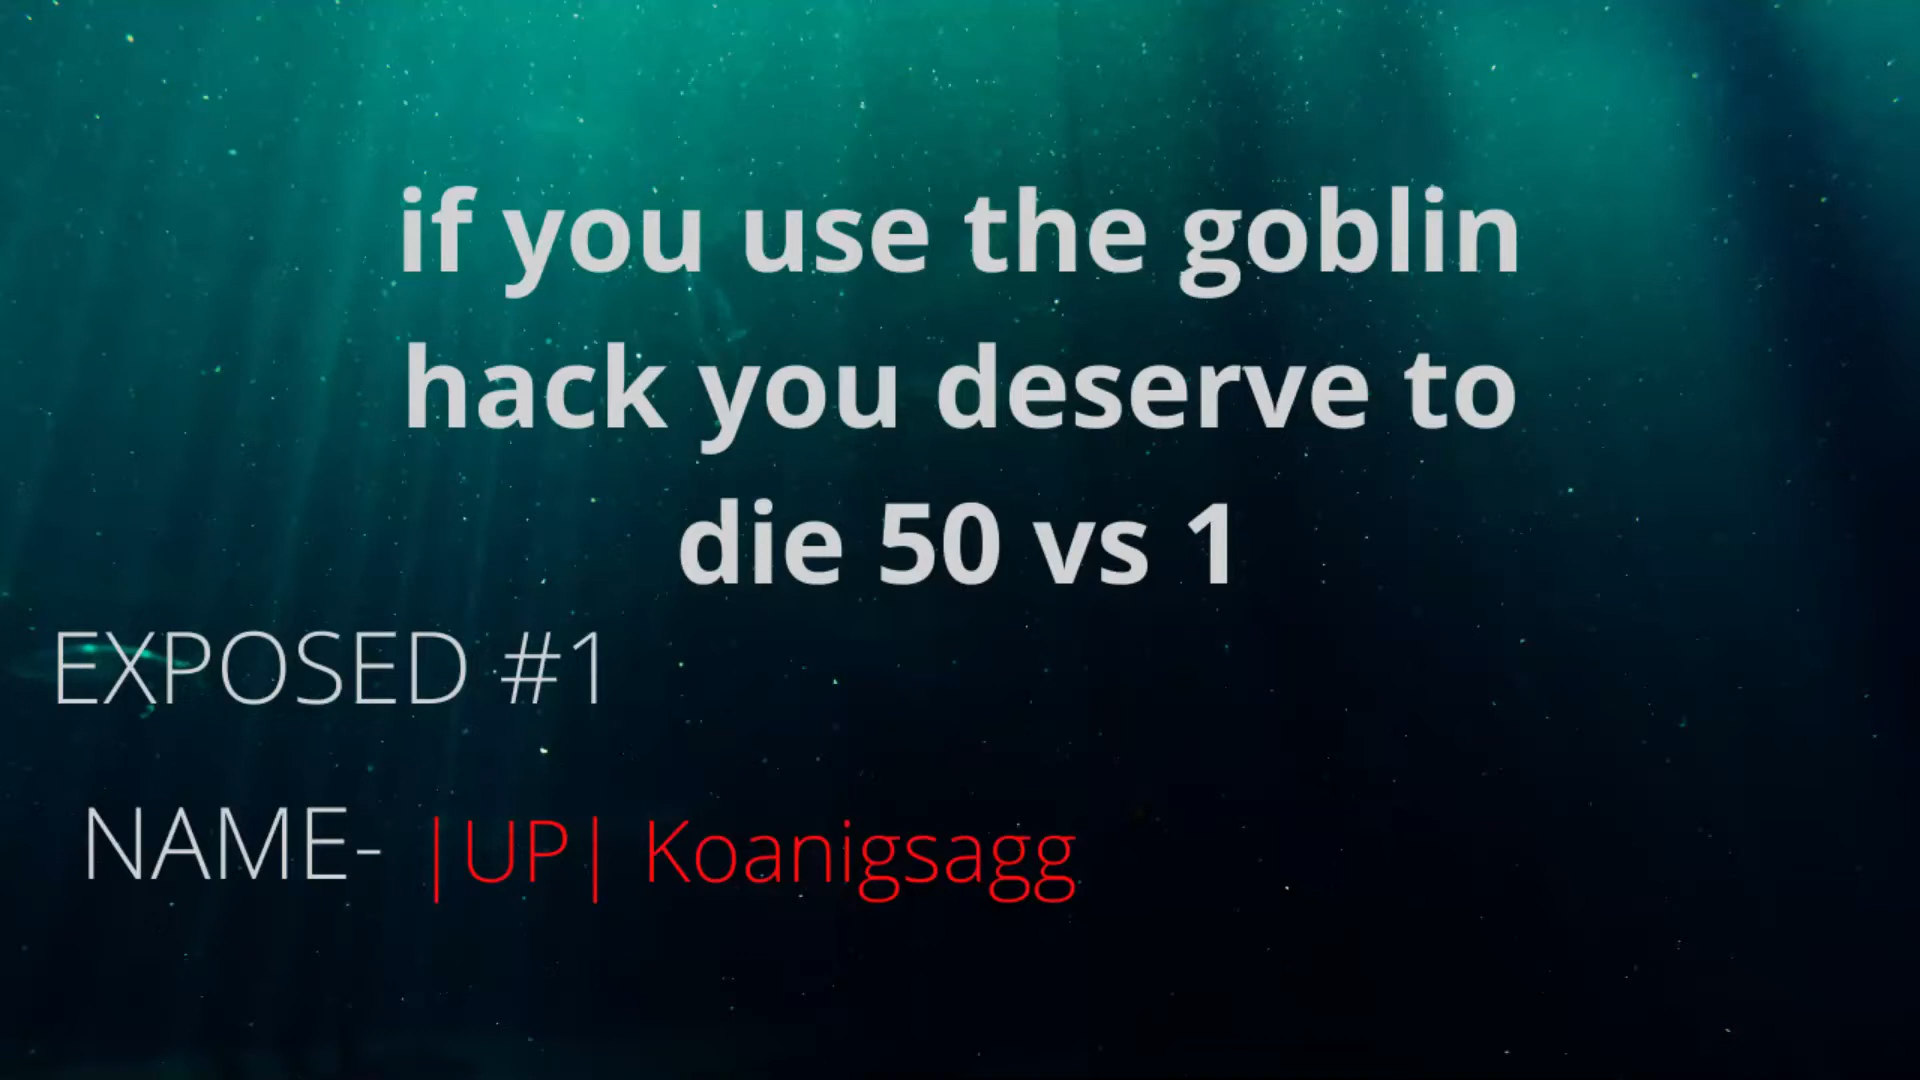 if you use the goblin
hack you deserve to
die 50 vs 1
EXPOSED #1
NAME- |UP| Koanigsagg